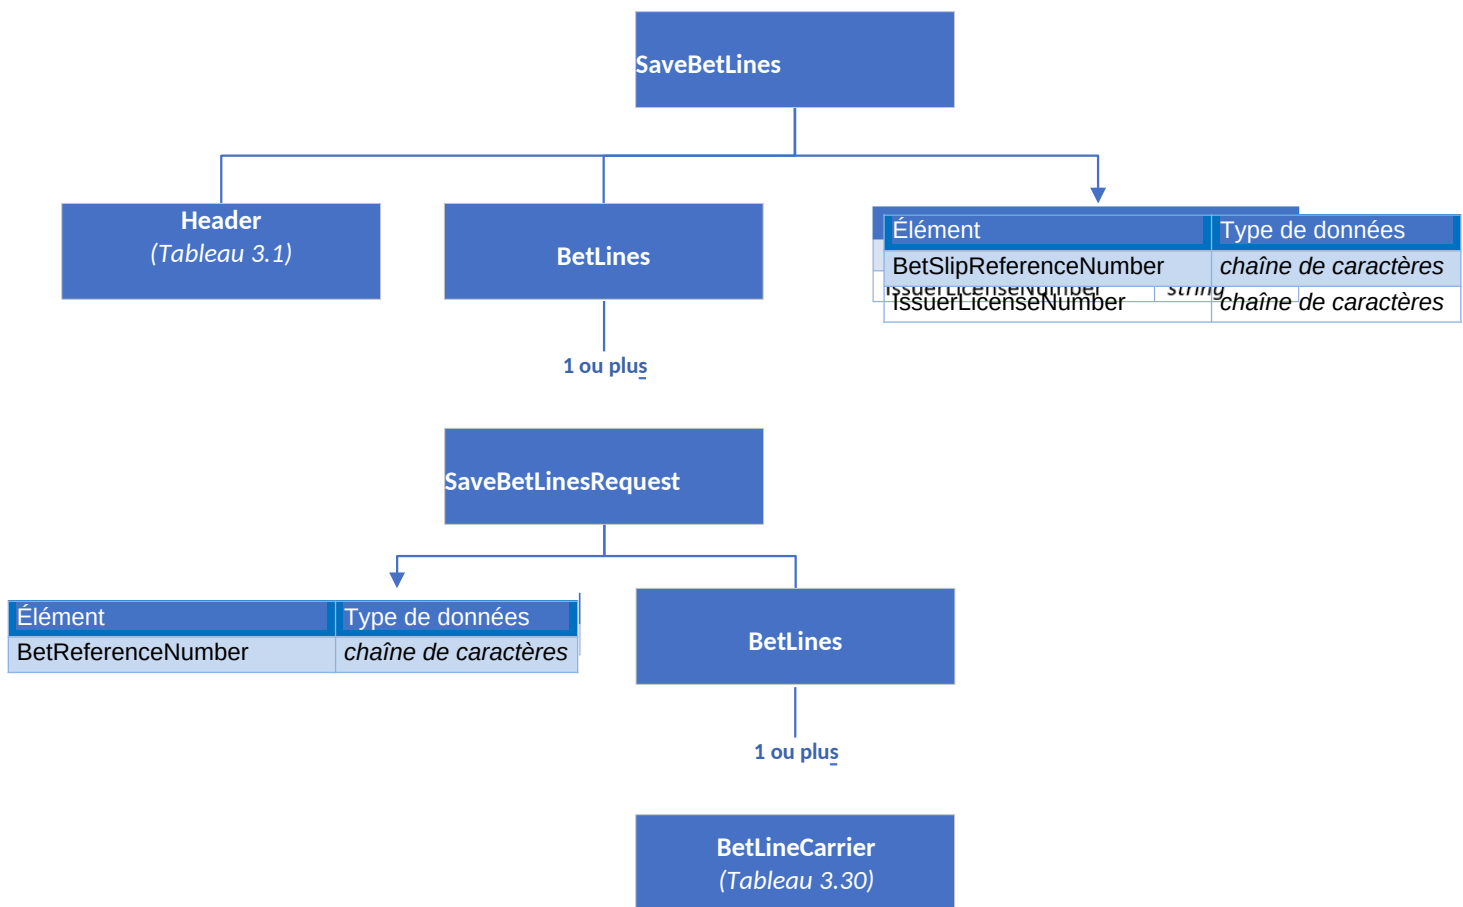 SaveBetLines
Header
(Tableau 3.1)
BetLines
Élément Type de données
BetSlipReferenceNumber chaîne de caractères
IssuerLicenseNumber string
IssuerLicenseNumber chaîne de caractères
1 ou plus
SaveBetLinesRequest
Élément Type de données
BetReferenceNumber chaîne de caractères
BetLines
1 ou plus
BetLineCarrier
(Tableau 3.30)